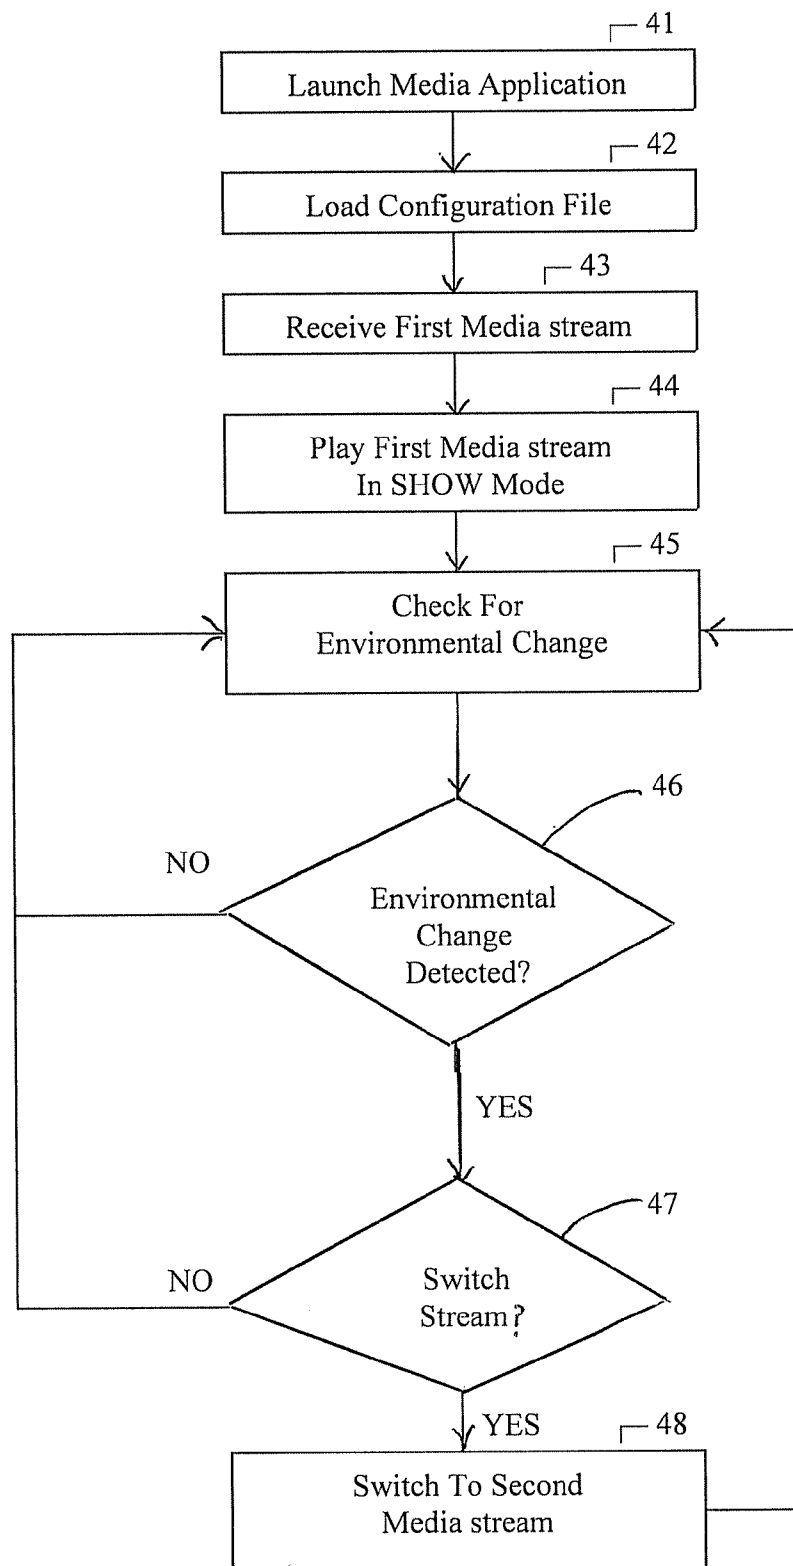 41
Launch Media Application
42
Load Configuration File
43
Receive First Media stream
44
Play First Media stream
In SHOW Mode
45
Check For
Environmental Change
46
NO
Environmental
Change
Detected?
YES
47
NO
Switch
Stream?
YES
48
Switch To Second
Media stream